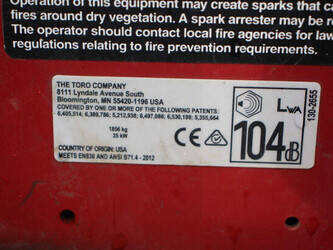 Operation of this equipment may create sparks that ca
fires around dry vegetation. A spark arrester may be r
The operator should contact local fire agencies for law
regulations relating to fire prevention requirements.
THE TORO COMPANY
8111 Lyndale Avenue South
Bloomington, MN 55420-1196 USA
COVERED BY ONE OR MORE OF THE FOLLOWING PATENTS:
6,405,514; 6,389,786; 5,212,938; 6,497,088; 6,530,198; 5,355,664
1856 kg
35 kW
COUNTRY OF ORIGIN: USA
MEETS EN836 AND ANSI B71.4 - 2012
CE
LWA
104dB
130-2655